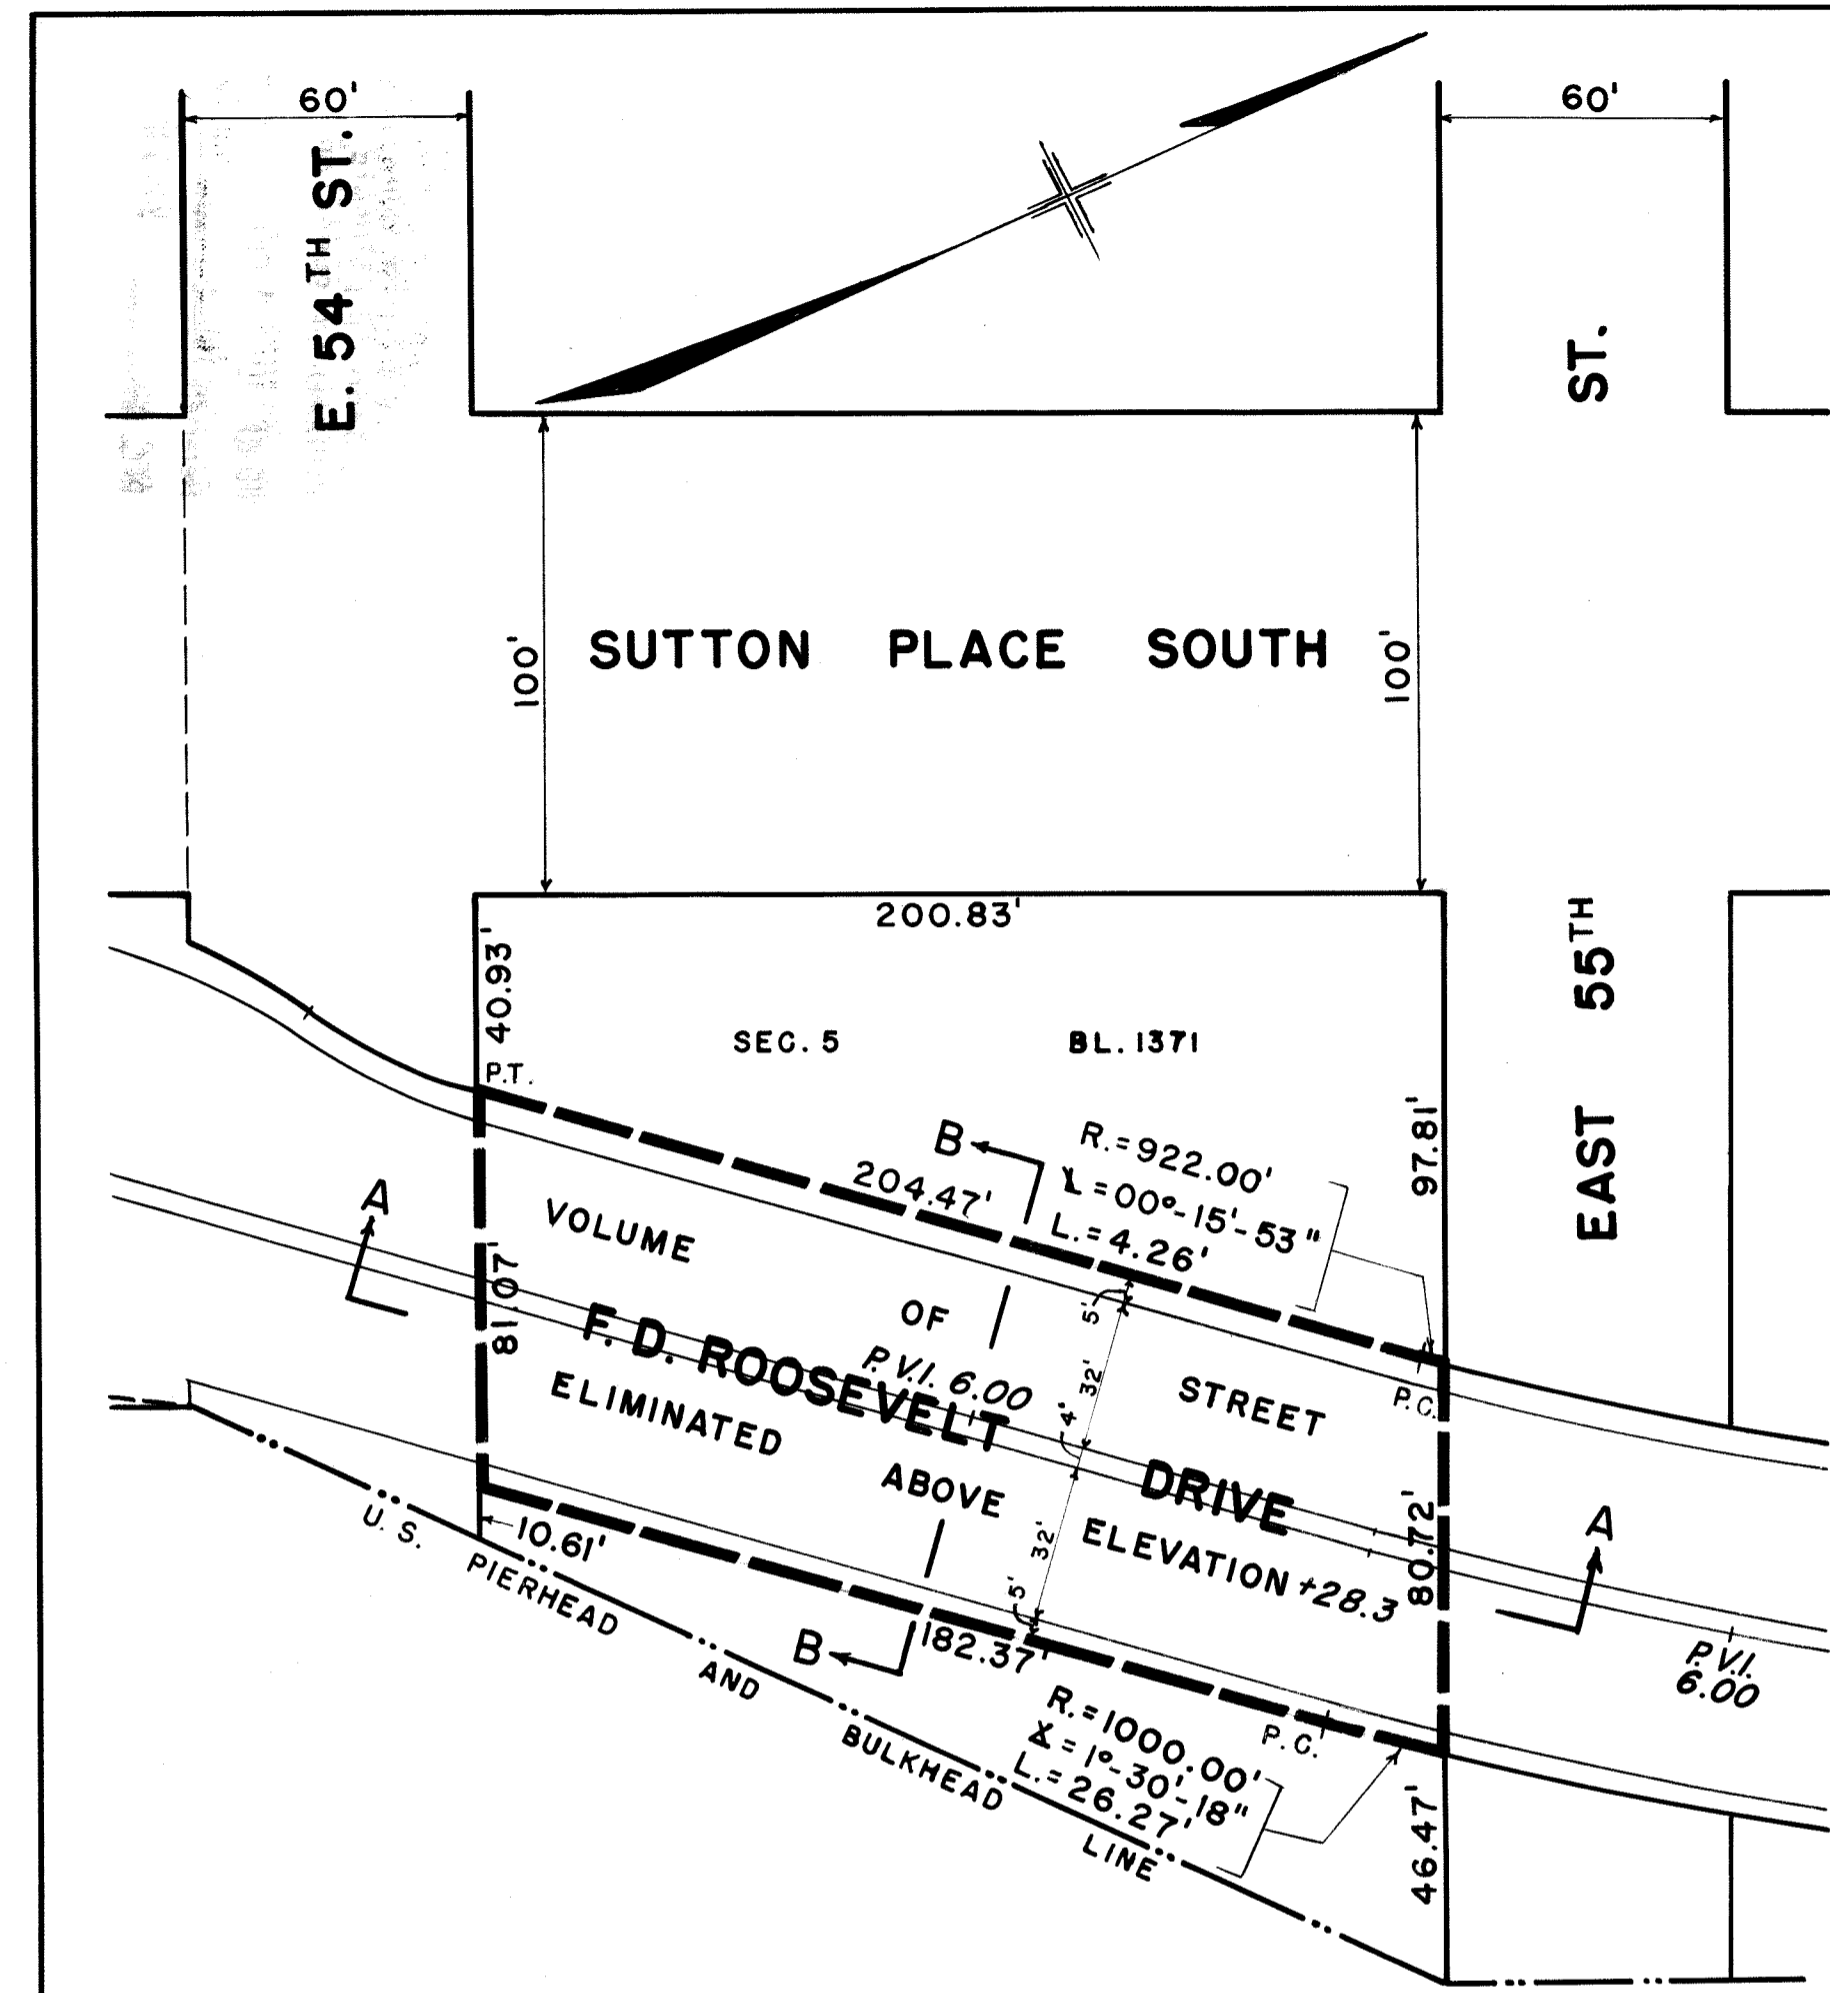 60'
60'
E. 54TH ST.
ST.
100'
SUTTON PLACE SOUTH
100'
200.83'
40.93'
EAST 55TH
SEC. 5
BL. 1371
P.T.
97.81'
B
R. = 922.00'
204.47'
= 00°-15'-53"
L. = 4.26'
A
VOLUME
81.07'
OF
5'
F. D. ROOSEVELT
P.V.I. 6.00
32'
STREET
P.C.
ELIMINATED
4'
ABOVE
DRIVE
80.72'
A
10.61'
U. S. PIERHEAD AND BULKHEAD LINE
32'
ELEVATION +28.3
5'
B
182.37'
P.V.I.
6.00
R. = 1000.00'
P.C.
= 1°-30'-18"
L. = 26.27'
46.47'